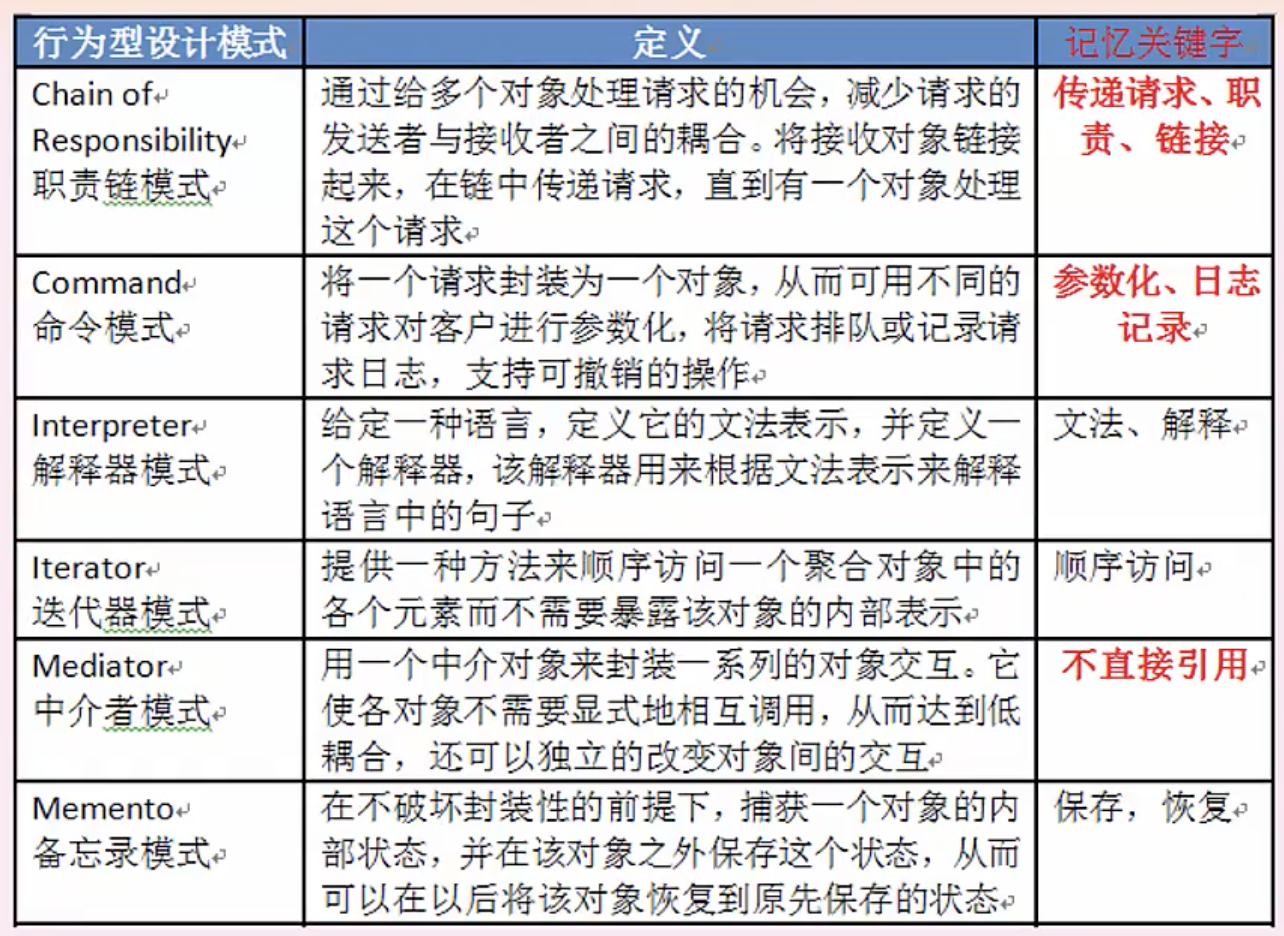 行为型设计模式 定义 记忆关键字
Chain of
Responsibility
职责链模式
通过给多个对象处理请求的机会，减少请求的
发送者与接收者之间的耦合。将接收对象链接
起来，在链中传递请求，直到有一个对象处理
这个请求
传递请求、职
责、链接
Command
命令模式
将一个请求封装为一个对象，从而可用不同的
请求对客户进行参数化，将请求排队或记录请
求日志，支持可撤销的操作
参数化、日志
记录
Interpreter
解释器模式
给定一种语言，定义它的文法表示，并定义一
个解释器，该解释器用来根据文法表示来解释
语言中的句子
文法、解释
Iterator
迭代器模式
提供一种方法来顺序访问一个聚合对象中的
各个元素而不需要暴露该对象的内部表示
顺序访问
Mediator
中介者模式
用一个中介对象来封装一系列的对象交互。它
使各对象不需要显式地相互调用，从而达到低
耦合，还可以独立的改变对象间的交互
不直接引用
Memento
备忘录模式
在不破坏封装性的前提下，捕获一个对象的内
部状态，并在该对象之外保存这个状态，从而
可以在以后将该对象恢复到原先保存的状态
保存，恢复